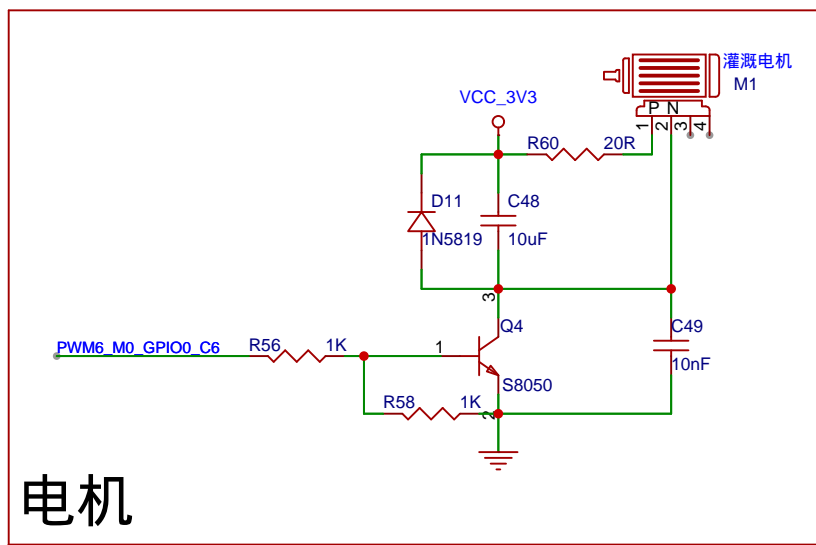 灌溉电机
M1
VCC_3V3
P N
1 2 3 4
R60 20R
D11
1N5819
C48
10uF
3
Q4
PWM6_M0_GPIO0_C6
R56 1K
1
C49
10nF
S8050
R58 1K
2
电机